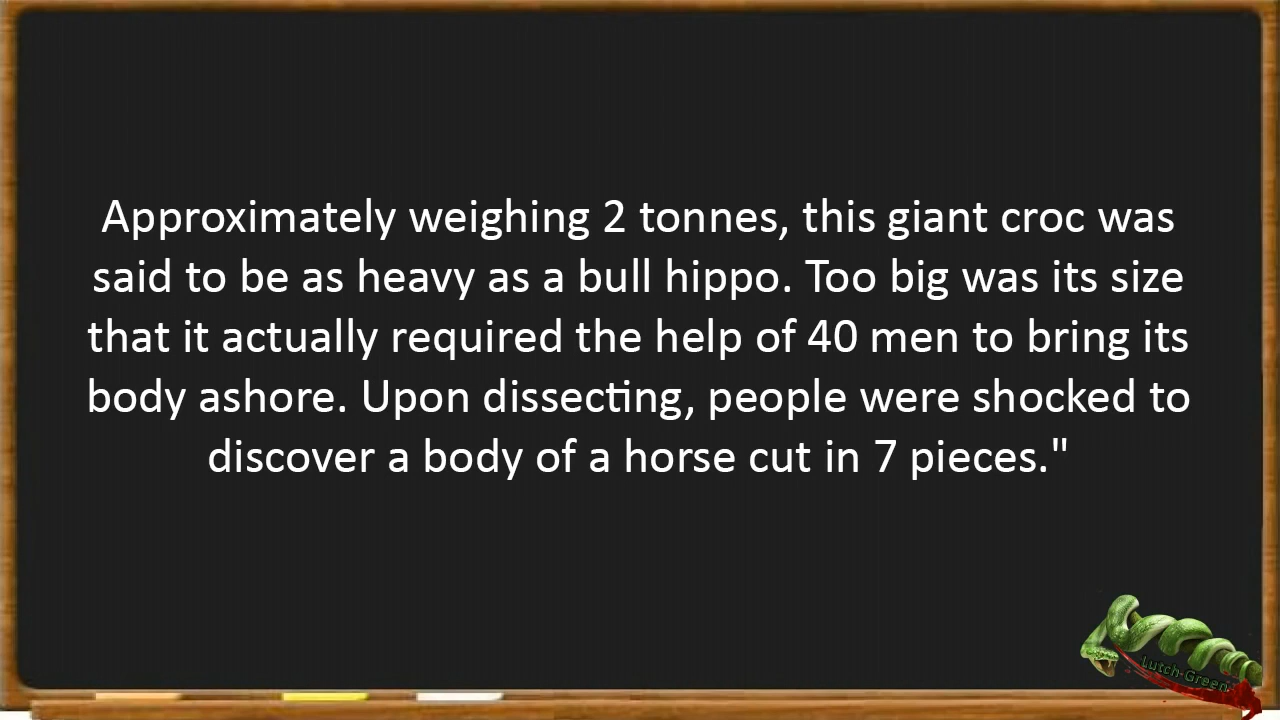 Approximately weighing 2 tonnes, this giant croc was
said to be as heavy as a bull hippo. Too big was its size
that it actually required the help of 40 men to bring its
body ashore. Upon dissecting, people were shocked to
discover a body of a horse cut in 7 pieces."
Lutch-Green